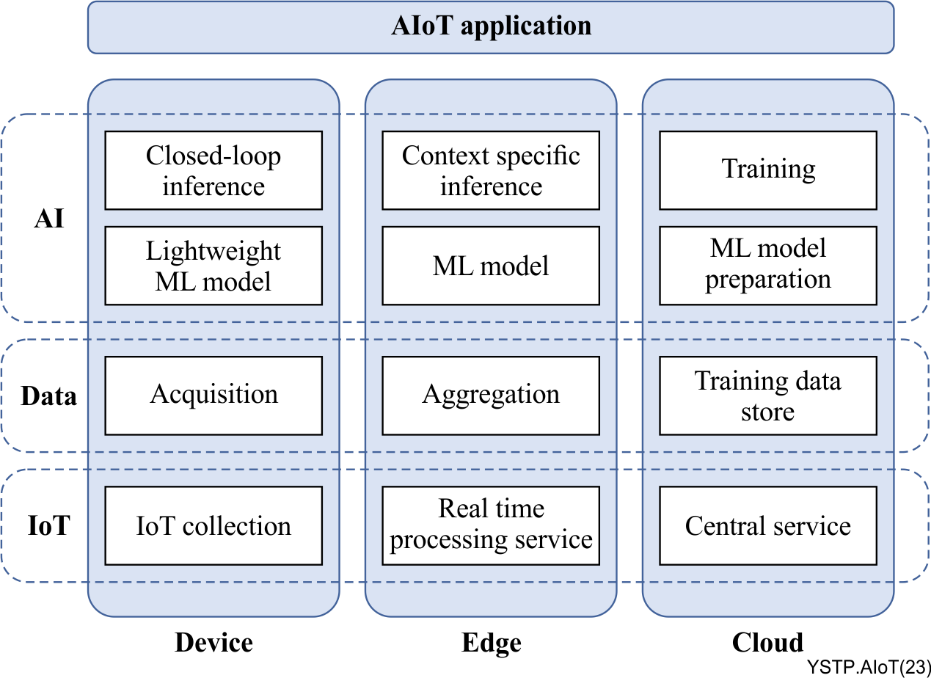 AIoT application
AI
Closed-loop
inference
Context specific
inference
Training
Lightweight
ML model
ML model
ML model
preparation
Data
Acquisition
Aggregation
Training data
store
IoT
IoT collection
Real time
processing service
Central service
Device
Edge
Cloud
YSTP.AIoT(23)